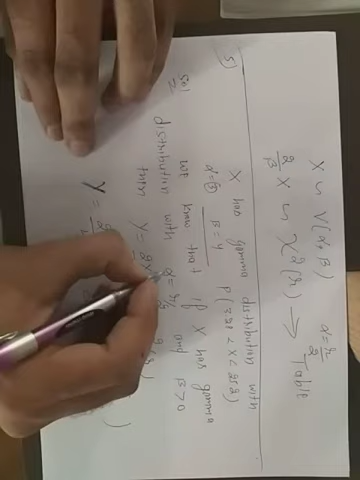 X ~ V(α, β) α = r/2
2/β X ~ χ²(r) → Table
5) X has gamma distribution with
α = 3 β = 4 P(3.28 < X < 25.2)
Sol
we know that if X has gamma
distribution with α = r/2 and β > 0
then Y = 2X
Y =